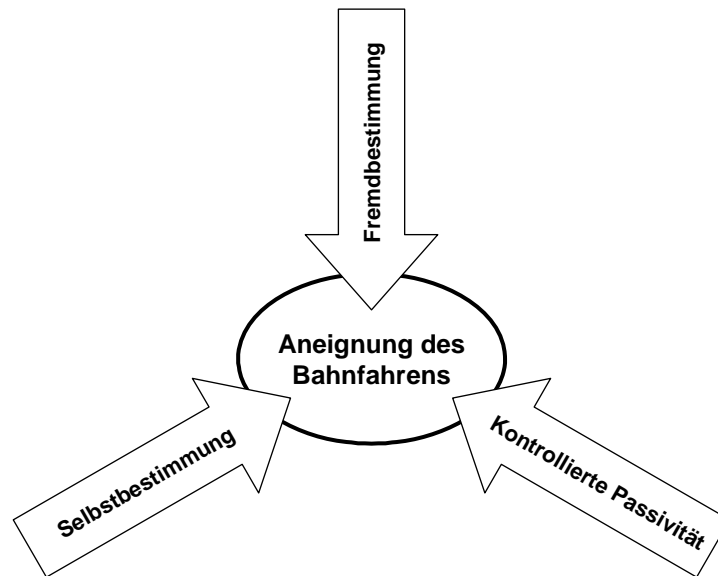 Fremdbestimmung
Aneignung des
Bahnfahrens
Selbstbestimmung
Kontrollierte Passivität